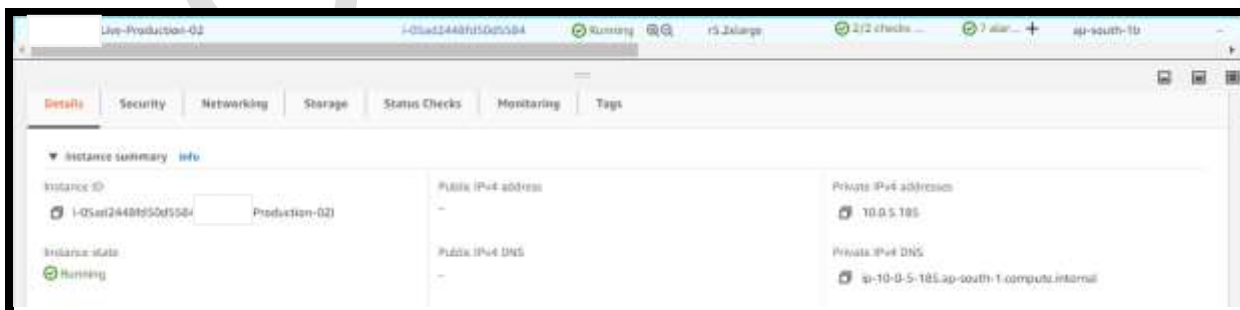 Live-Production-02 Running r5.2xlarge 2/2 checks ... 7 alar... + ap-south-1b –
Details Security Networking Storage Status Checks Monitoring Tags
▼ Instance summary Info
Instance ID Public IPv4 address Private IPv4 addresses
Production-02) – 10.0.5.185
Instance state Public IPv4 DNS Private IPv4 DNS
Running – ip-10-0-5-185.ap-south-1.compute.internal